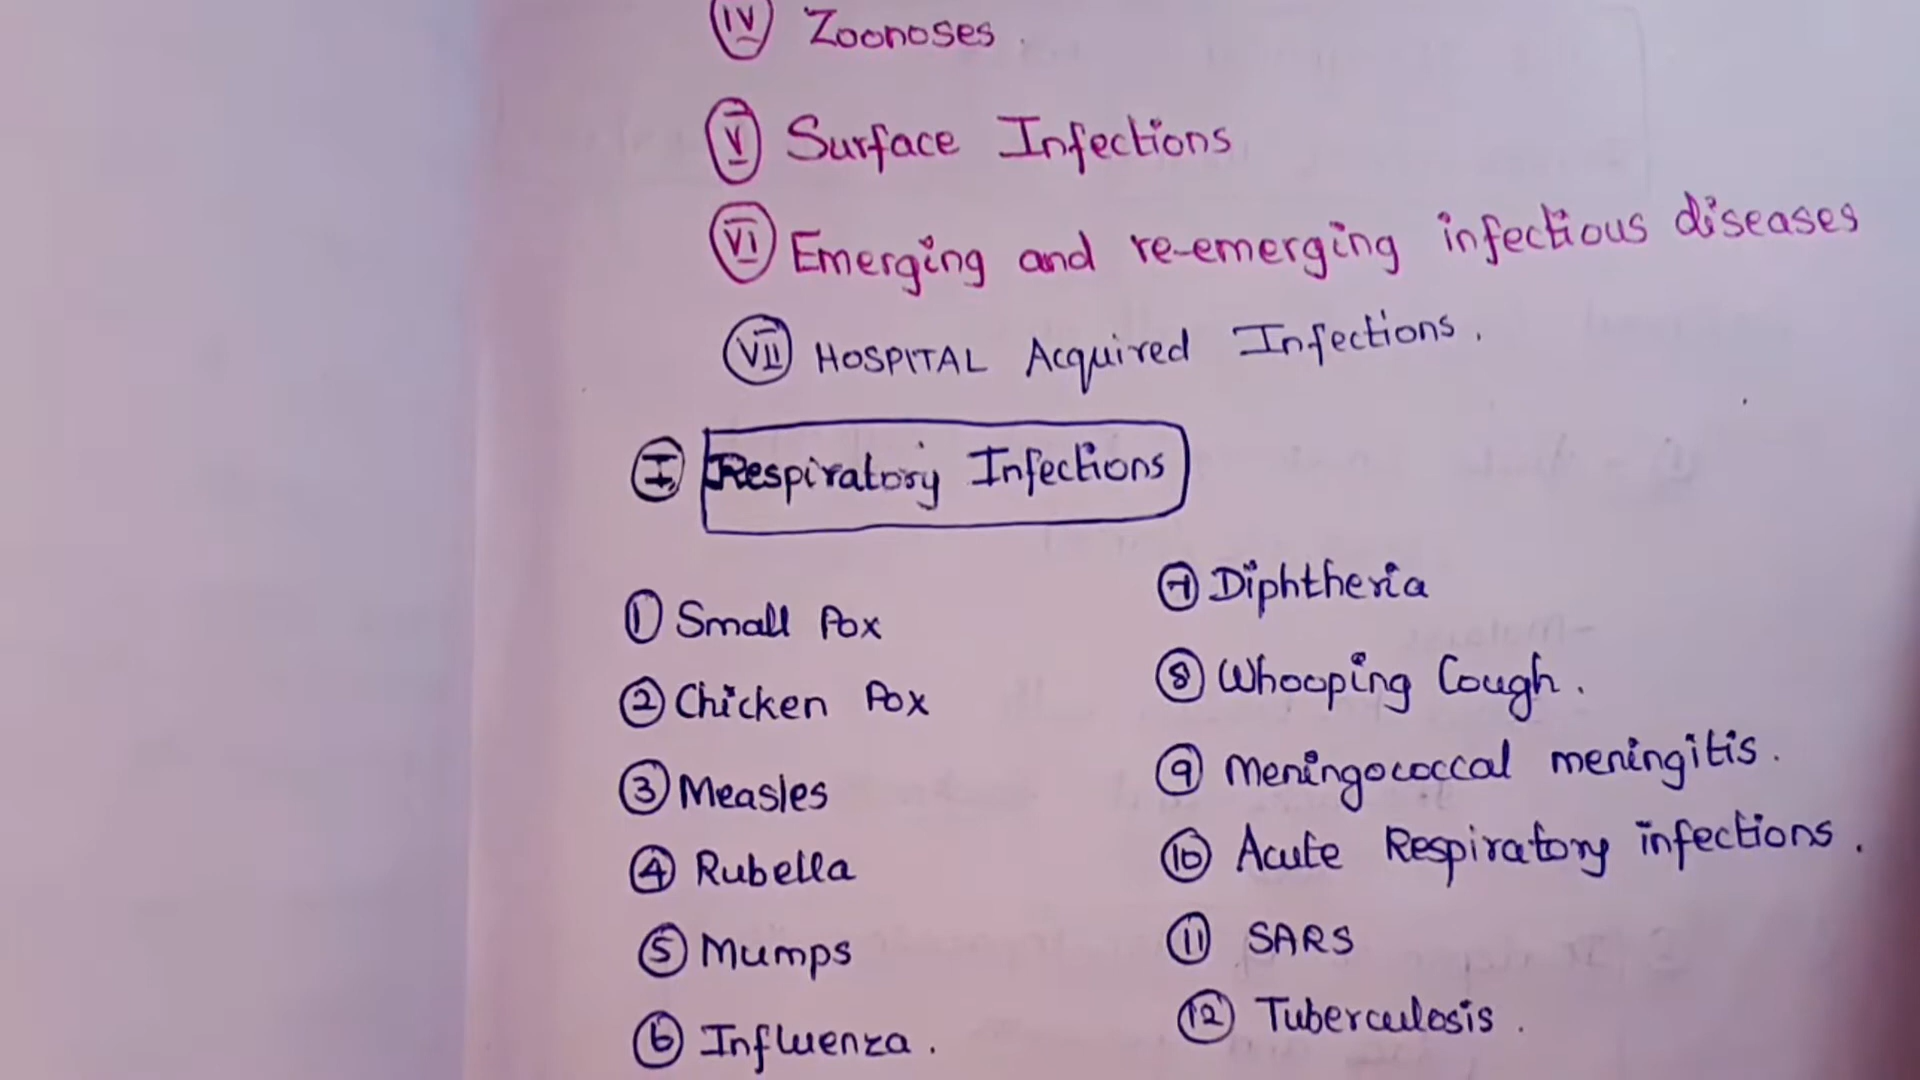 IV Zoonoses.
V Surface Infections
VI Emerging and re-emerging infectious diseases
VII HOSPITAL Acquired Infections.
I Respiratory Infections
1 Small Pox
2 Chicken Pox
3 Measles
4 Rubella
5 Mumps
6 Influenza.
7 Diphtheria
8 Whooping Cough.
9 Meningococcal meningitis.
10 Acute Respiratory infections.
11 SARS
12 Tuberculosis.